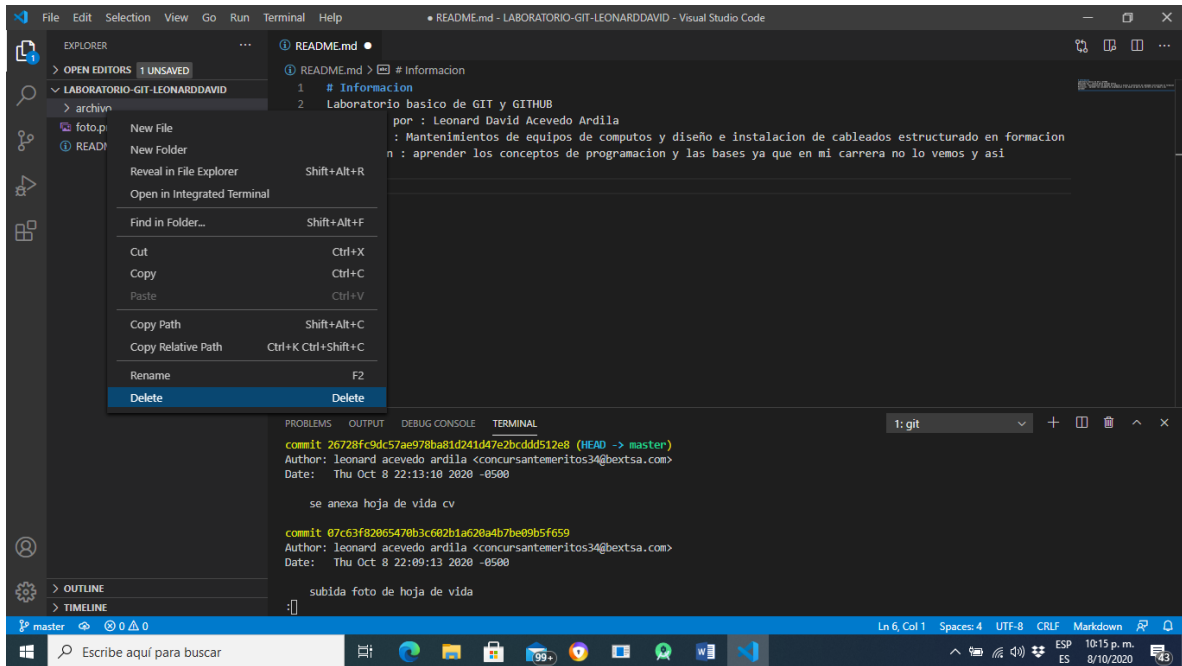 File Edit Selection View Go Run Terminal Help
● README.md - LABORATORIO-GIT-LEONARDDAVID - Visual Studio Code
EXPLORER
README.md
OPEN EDITORS 1 UNSAVED
README.md > # Informacion
LABORATORIO-GIT-LEONARDDAVID
1 # Informacion
archivo
2 Laboratorio basico de GIT y GITHUB
foto.p
por : Leonard David Acevedo Ardila
READ
: Mantenimientos de equipos de computos y diseño e instalacion de cableados estructurado en formacion
n : aprender los conceptos de programacion y las bases ya que en mi carrera no lo vemos y asi
New File
New Folder
Reveal in File Explorer Shift+Alt+R
Open in Integrated Terminal
Find in Folder... Shift+Alt+F
Cut Ctrl+X
Copy Ctrl+C
Paste Ctrl+V
Copy Path Shift+Alt+C
Copy Relative Path Ctrl+K Ctrl+Shift+C
Rename F2
Delete Delete
PROBLEMS OUTPUT DEBUG CONSOLE TERMINAL
1: git
commit 26728fc9dc57ae978ba81d241d47e2bcddd512e8 (HEAD -> master)
Author: leonard acevedo ardila <concursantemeritos34@bextsa.com>
Date: Thu Oct 8 22:13:10 2020 -0500
se anexa hoja de vida cv
commit 07c63f82065470b3c602b1a620a4b7be09b5f659
Author: leonard acevedo ardila <concursantemeritos34@bextsa.com>
Date: Thu Oct 8 22:09:13 2020 -0500
subida foto de hoja de vida
:
OUTLINE
TIMELINE
1
master 0 0
Ln 6, Col 1 Spaces: 4 UTF-8 CRLF Markdown
Escribe aquí para buscar
99+
ESP
ES
10:15 p. m.
8/10/2020
43